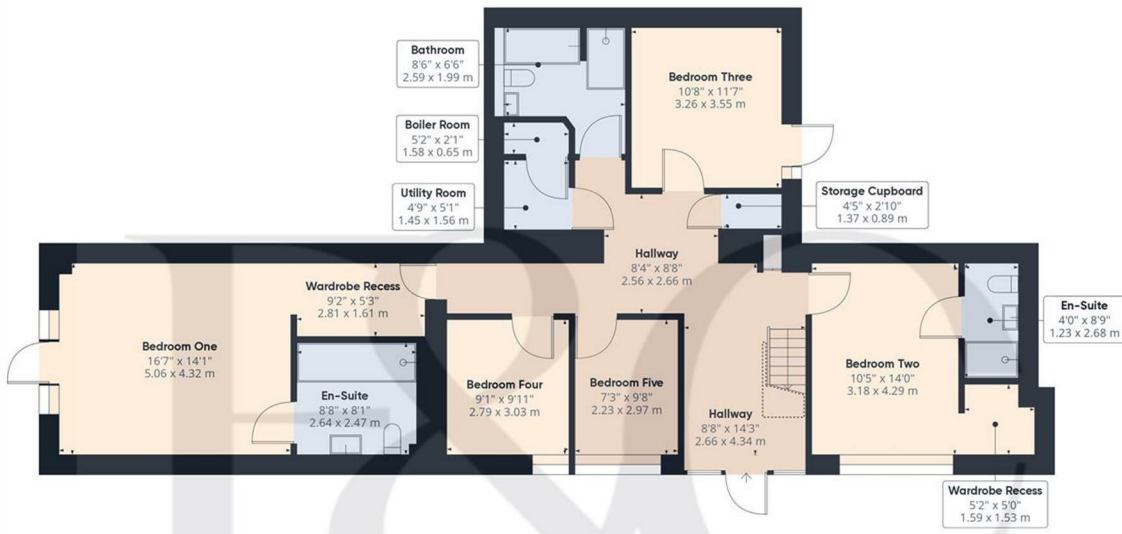 Bathroom
8'6" x 6'6"
2.59 x 1.99 m
Bedroom Three
10'8" x 11'7"
3.26 x 3.55 m
Boiler Room
5'2" x 2'1"
1.58 x 0.65 m
Utility Room
4'9" x 5'1"
1.45 x 1.56 m
Storage Cupboard
4'5" x 2'10"
1.37 x 0.89 m
Hallway
8'4" x 8'8"
2.56 x 2.66 m
Wardrobe Recess
9'2" x 5'3"
2.81 x 1.61 m
Bedroom One
16'7" x 14'1"
5.06 x 4.32 m
En-Suite
8'8" x 8'1"
2.64 x 2.47 m
Bedroom Four
9'1" x 9'11"
2.79 x 3.03 m
Bedroom Five
7'3" x 9'8"
2.23 x 2.97 m
Hallway
8'8" x 14'3"
2.66 x 4.34 m
Bedroom Two
10'5" x 14'0"
3.18 x 4.29 m
En-Suite
4'0" x 8'9"
1.23 x 2.68 m
Wardrobe Recess
5'2" x 5'0"
1.59 x 1.53 m